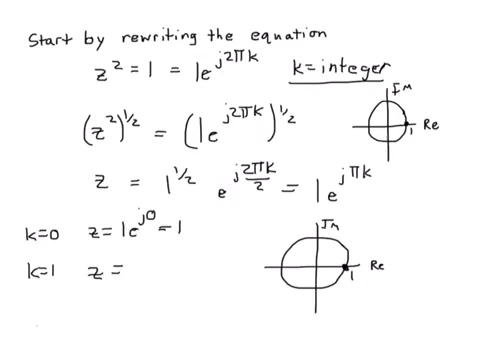 Start by rewriting the equation
z² = 1 = 1e^{j2πk} k=integer
(z²)^{1/2} = (1e^{j2πk})^{1/2}
Im
Re
1
z = 1^{1/2} e^{j2πk/2} = 1e^{jπk}
k=0 z=1e^{j0} = 1
Im
Re
1
k=1 z =